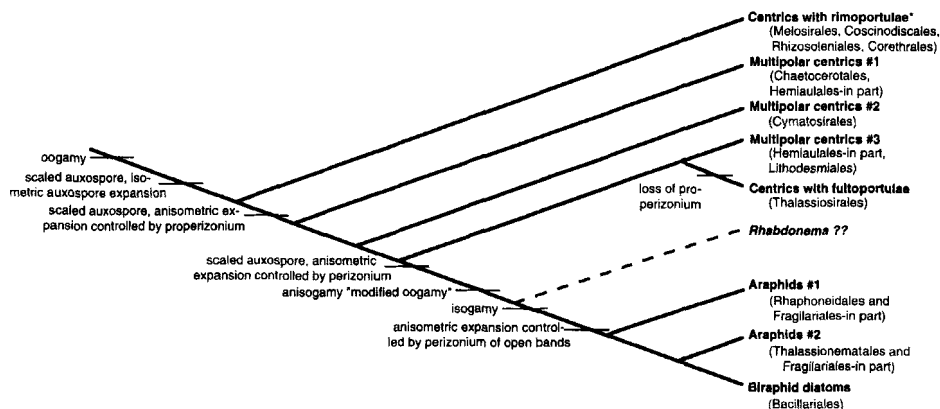 Centrics with rimoportulae*
(Melosirales, Coscinodiscales,
Rhizosoleniales, Corethrales)
Multipolar centrics #1
(Chaetocerotales,
Hemiaulales-in part)
Multipolar centrics #2
(Cymatosirales)
Multipolar centrics #3
(Hemiaulales-in part,
Lithodesmiales)
Centrics with fultoportulae
(Thalassiosirales)
Rhabdonema ??
Araphids #1
(Rhaphoneidales and
Fragilariales-in part)
Araphids #2
(Thalassionematales and
Fragilariales-in part)
Biraphid diatoms
(Bacillariales)
oogamy
scaled auxospore, iso-
metric auxospore expansion
scaled auxospore, anisometric ex-
pansion controlled by properizonium
loss of pro-
perizonium
scaled auxospore, anisometric
expansion controlled by perizonium
anisogamy "modified oogamy"
isogamy
anisometric expansion control-
led by perizonium of open bands